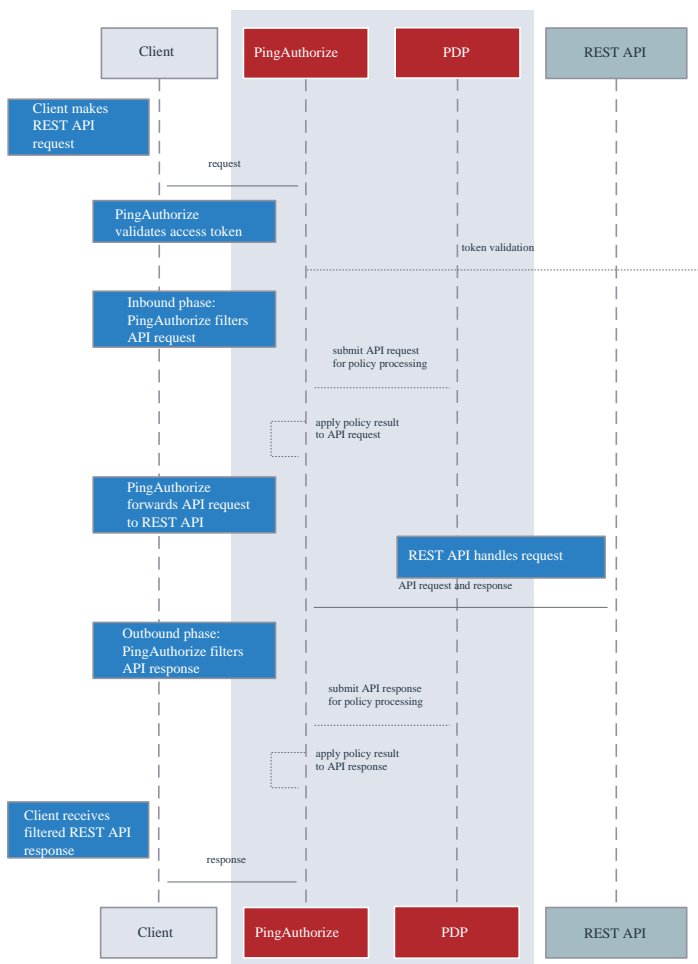 Client
PingAuthorize
PDP
REST API
Client makes
REST API
request
request
PingAuthorize
validates access token
token validation
Inbound phase:
PingAuthorize filters
API request
submit API request
for policy processing
apply policy result
to API request
PingAuthorize
forwards API request
to REST API
REST API handles request
API request and response
Outbound phase:
PingAuthorize filters
API response
submit API response
for policy processing
apply policy result
to API response
Client receives
filtered REST API
response
response
Client
PingAuthorize
PDP
REST API